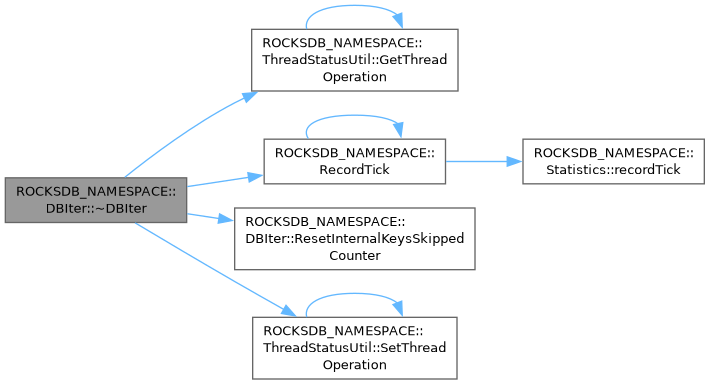 ROCKSDB_NAMESPACE::
ThreadStatusUtil::GetThread
Operation
ROCKSDB_NAMESPACE::
RecordTick
ROCKSDB_NAMESPACE::
Statistics::recordTick
ROCKSDB_NAMESPACE::
DBIter::~DBIter
ROCKSDB_NAMESPACE::
DBIter::ResetInternalKeysSkipped
Counter
ROCKSDB_NAMESPACE::
ThreadStatusUtil::SetThread
Operation